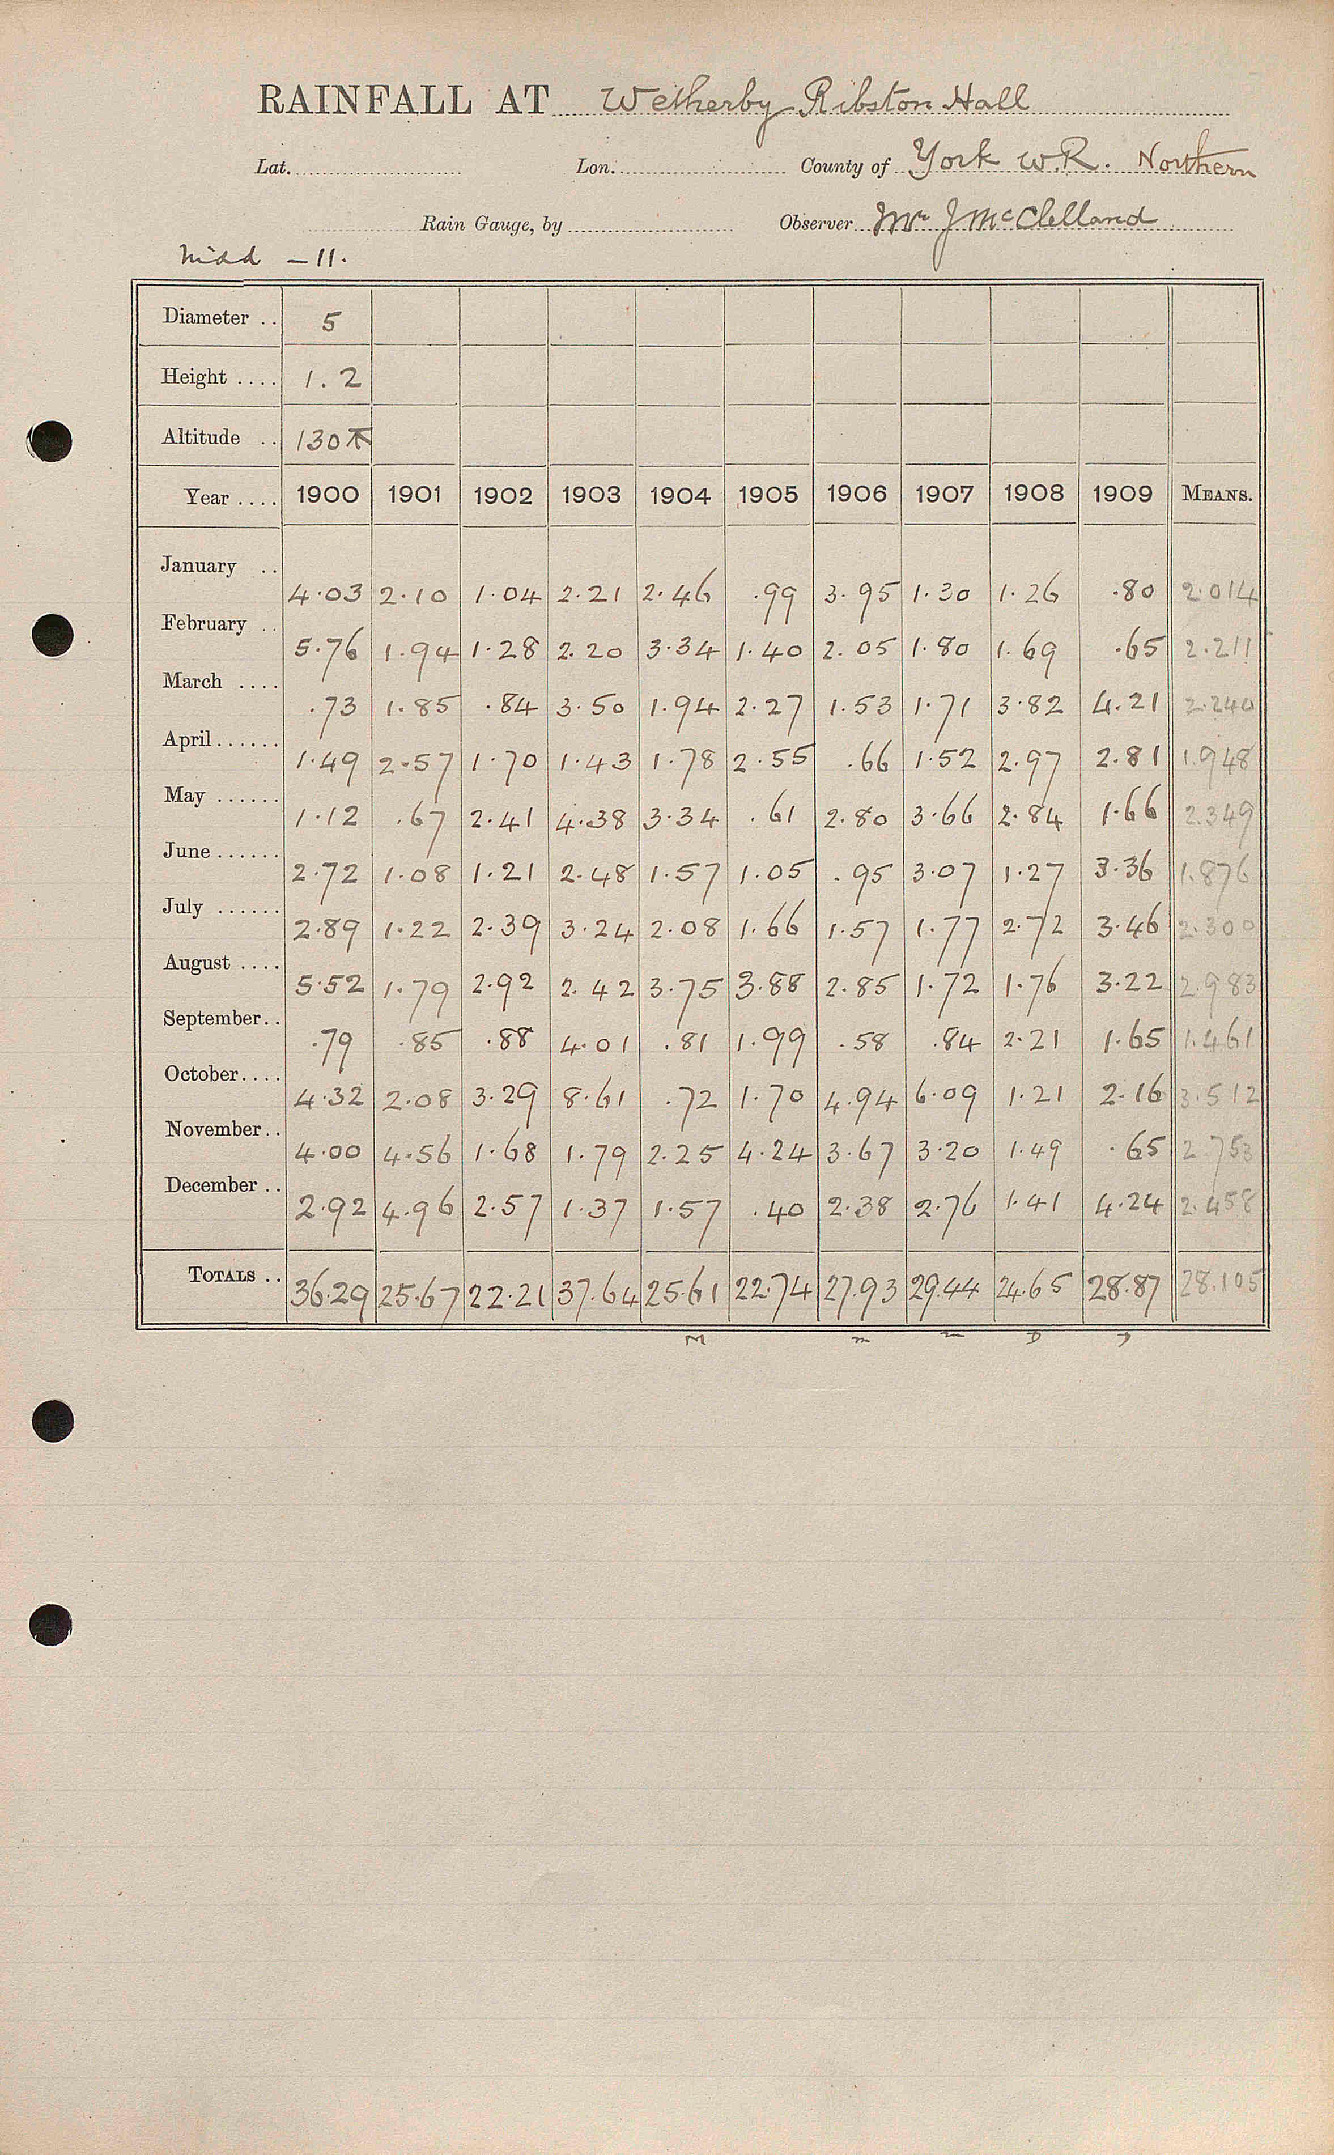 RAINFALL AT Wetherby Ribston Hall
Lat. Lon. County of York W.R. Northern
Rain Gauge, by Observer Mr J McClelland
Nidd – 11.
Diameter .. 5
Height .... 1.2
Altitude .. 130
Year .... 1900 1901 1902 1903 1904 1905 1906 1907 1908 1909 MEANS.
January .. 4.03 2.10 1.04 2.21 2.46 .99 3.95 1.30 1.26 .80 2.014
February .. 5.76 1.94 1.28 2.20 3.34 1.40 2.05 1.80 1.69 .65 2.211
March .... .73 1.85 .84 3.50 1.94 2.27 1.53 1.71 3.82 4.21 2.240
April...... 1.49 2.57 1.70 1.43 1.78 2.55 .66 1.52 2.97 2.81 1.948
May ...... 1.12 .67 2.41 4.38 3.34 .61 2.80 3.66 2.84 1.66 2.349
June...... 2.72 1.08 1.21 2.48 1.57 1.05 .95 3.07 1.27 3.36 1.876
July ...... 2.89 1.22 2.39 3.24 2.08 1.66 1.57 1.77 2.72 3.46 2.300
August .... 5.52 1.79 2.92 2.42 3.75 3.88 2.85 1.72 1.76 3.22 2.983
September.. .79 .85 .88 4.01 .81 1.99 .58 .84 2.21 1.65 1.461
October.... 4.32 2.08 3.29 8.61 .72 1.70 4.94 6.09 1.21 2.16 3.512
November.. 4.00 4.56 1.68 1.79 2.25 4.24 3.67 3.20 1.49 .65 2.753
December .. 2.92 4.96 2.57 1.37 1.57 .40 2.38 2.76 1.41 4.24 2.458
TOTALS .. 36.29 25.67 22.21 37.64 25.61 22.74 27.93 29.44 24.65 28.87 28.105